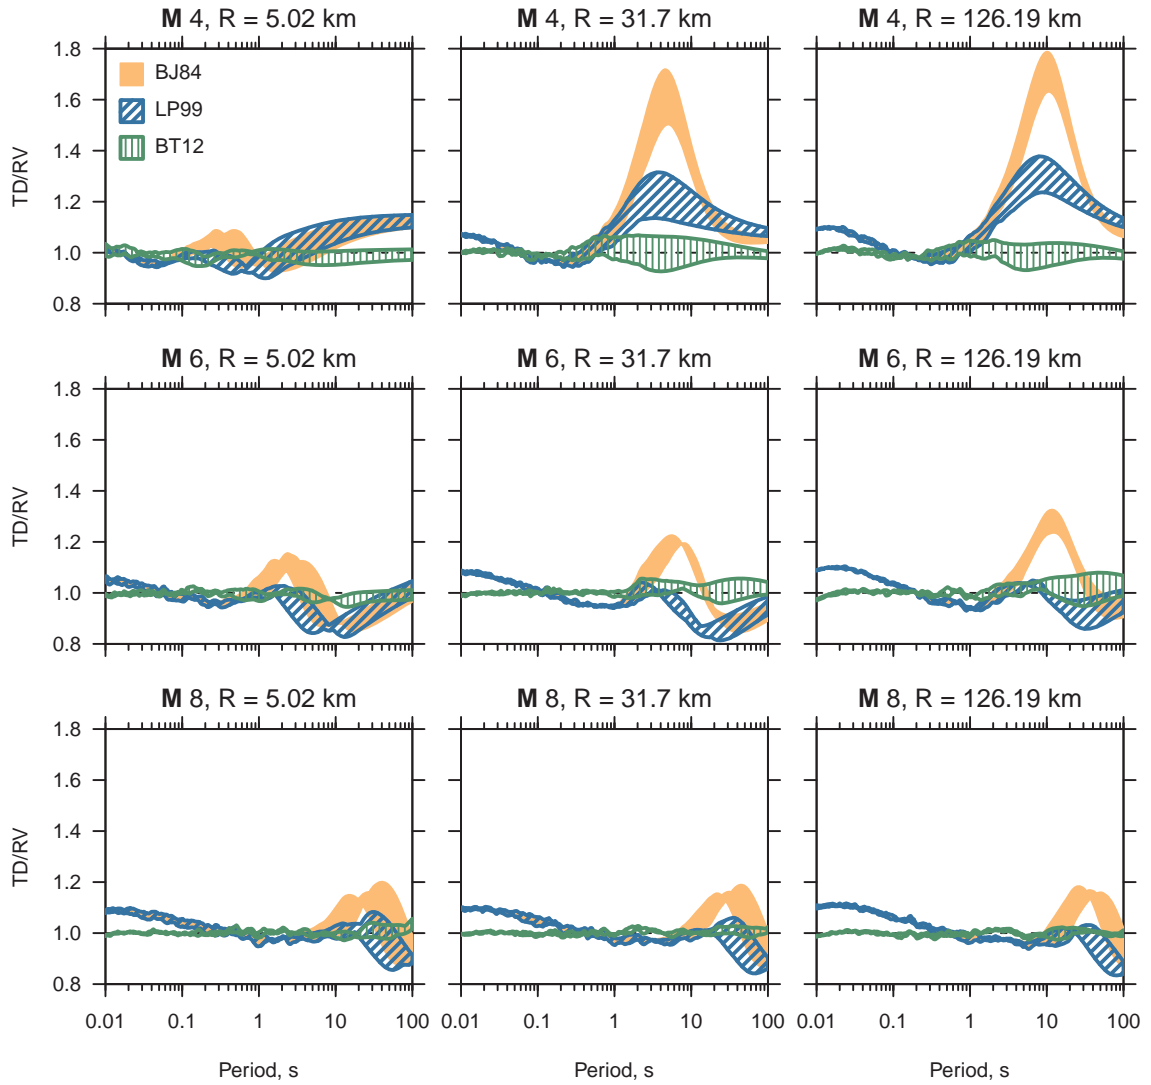 M 4, R = 5.02 km
M 4, R = 31.7 km
M 4, R = 126.19 km
1.8
1.6
1.4
1.2
1.0
0.8
TD/RV
BJ84
LP99
BT12
M 6, R = 5.02 km
M 6, R = 31.7 km
M 6, R = 126.19 km
1.8
1.6
1.4
1.2
1.0
0.8
TD/RV
M 8, R = 5.02 km
M 8, R = 31.7 km
M 8, R = 126.19 km
1.8
1.6
1.4
1.2
1.0
0.8
TD/RV
0.01 0.1 1 10 100
0.01 0.1 1 10 100
0.01 0.1 1 10 100
Period, s
Period, s
Period, s